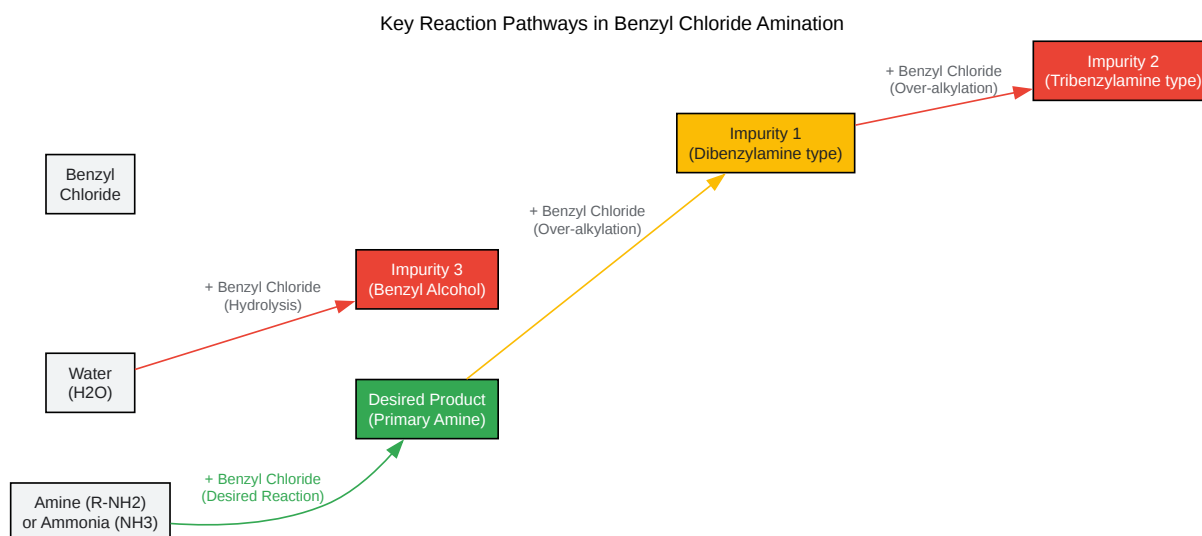 Key Reaction Pathways in Benzyl Chloride Amination
Impurity 2
(Tribenzylamine type)
+ Benzyl Chloride
(Over-alkylation)
Impurity 1
(Dibenzylamine type)
Benzyl
Chloride
+ Benzyl Chloride
(Over-alkylation)
Impurity 3
(Benzyl Alcohol)
+ Benzyl Chloride
(Hydrolysis)
Water
(H2O)
Desired Product
(Primary Amine)
+ Benzyl Chloride
(Desired Reaction)
Amine (R-NH2)
or Ammonia (NH3)